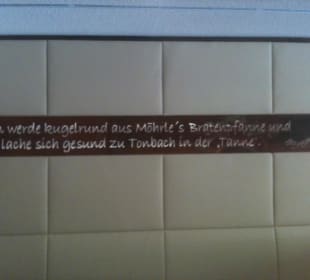 werde kugelrund aus Möhrle's Bratenpfanne und
lache sich gesund zu Tonbach in der "Tanne".